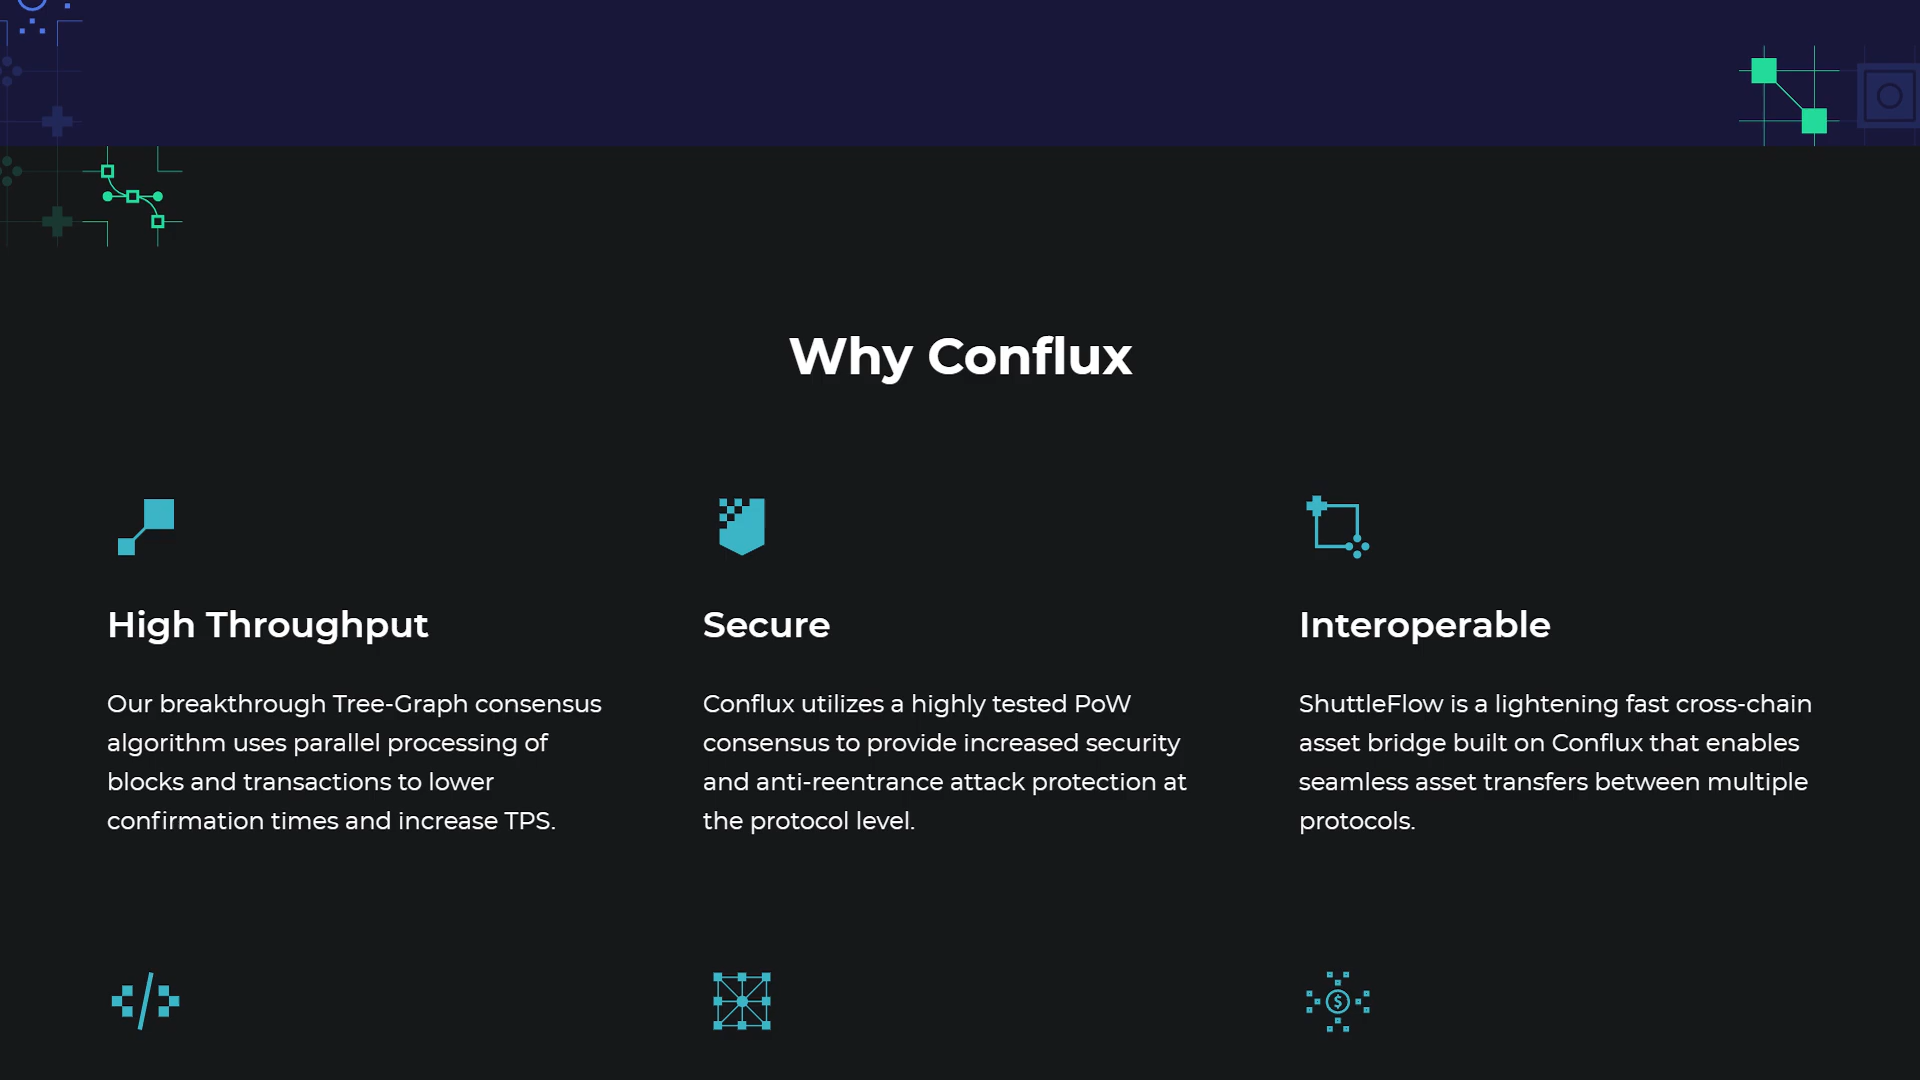 Why Conflux
High Throughput
Our breakthrough Tree-Graph consensus
algorithm uses parallel processing of
blocks and transactions to lower
confirmation times and increase TPS.
Secure
Conflux utilizes a highly tested PoW
consensus to provide increased security
and anti-reentrance attack protection at
the protocol level.
Interoperable
ShuttleFlow is a lightening fast cross-chain
asset bridge built on Conflux that enables
seamless asset transfers between multiple
protocols.